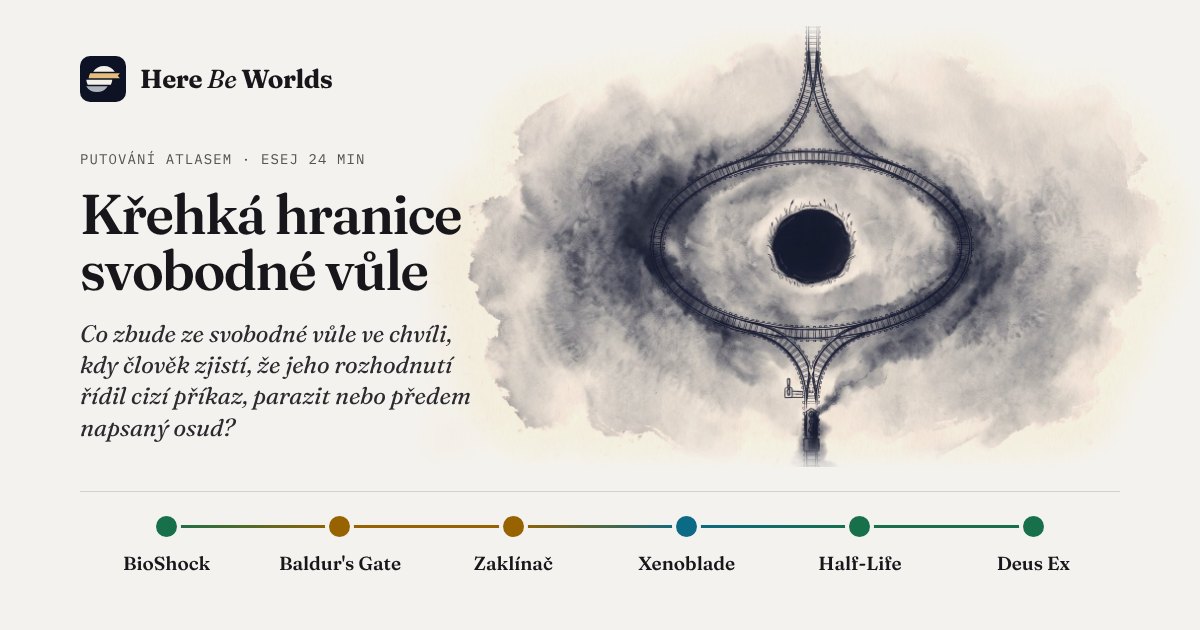 Here Be Worlds
PUTOVÁNÍ ATLASEM · ESEJ 24 MIN
Křehká hranice
svobodné vůle
Co zbude ze svobodné vůle ve chvíli,
kdy člověk zjistí, že jeho rozhodnutí
řídil cizí příkaz, parazit nebo předem
napsaný osud?
BioShock
Baldur's Gate
Zaklínač
Xenoblade
Half-Life
Deus Ex